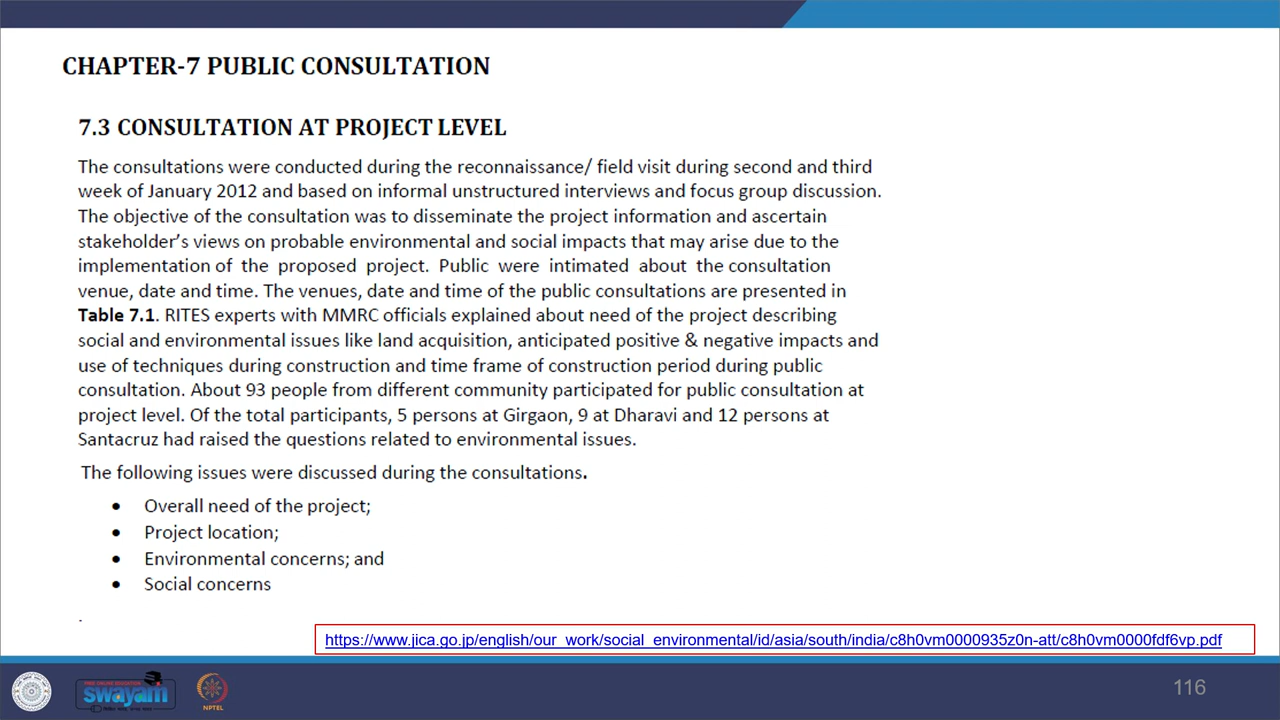 CHAPTER-7 PUBLIC CONSULTATION
7.3 CONSULTATION AT PROJECT LEVEL
The consultations were conducted during the reconnaissance/ field visit during second and third
week of January 2012 and based on informal unstructured interviews and focus group discussion.
The objective of the consultation was to disseminate the project information and ascertain
stakeholder's views on probable environmental and social impacts that may arise due to the
implementation of the proposed project. Public were intimated about the consultation
venue, date and time. The venues, date and time of the public consultations are presented in
Table 7.1. RITES experts with MMRC officials explained about need of the project describing
social and environmental issues like land acquisition, anticipated positive & negative impacts and
use of techniques during construction and time frame of construction period during public
consultation. About 93 people from different community participated for public consultation at
project level. Of the total participants, 5 persons at Girgaon, 9 at Dharavi and 12 persons at
Santacruz had raised the questions related to environmental issues.
The following issues were discussed during the consultations.
• Overall need of the project;
• Project location;
• Environmental concerns; and
• Social concerns
.
https://www.jica.go.jp/english/our_work/social_environmental/id/asia/south/india/c8h0vm0000935z0n-att/c8h0vm0000fdf6vp.pdf
swayam
NPTEL
116